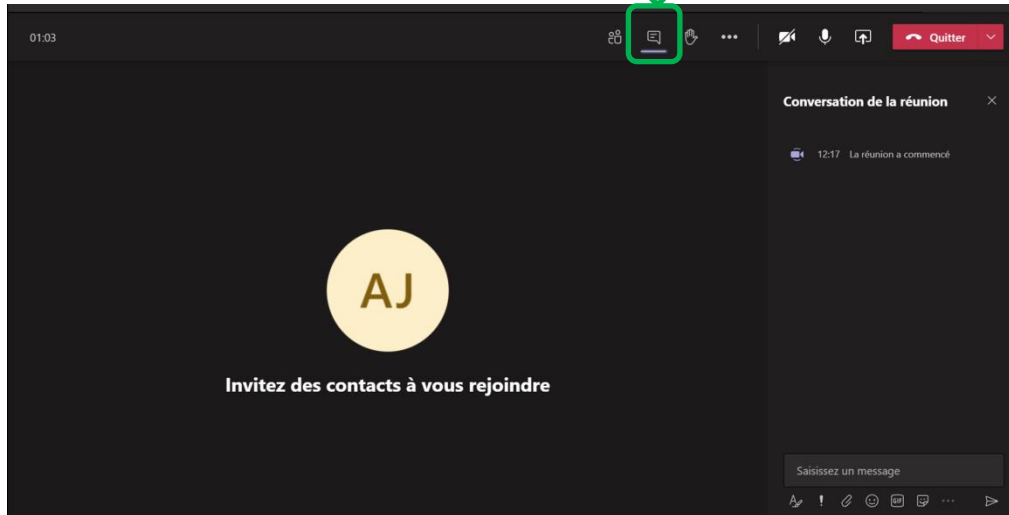 01:03
Quitter
Conversation de la réunion
12:17 La réunion a commencé
AJ
Invitez des contacts à vous rejoindre
Saisissez un message
GIF